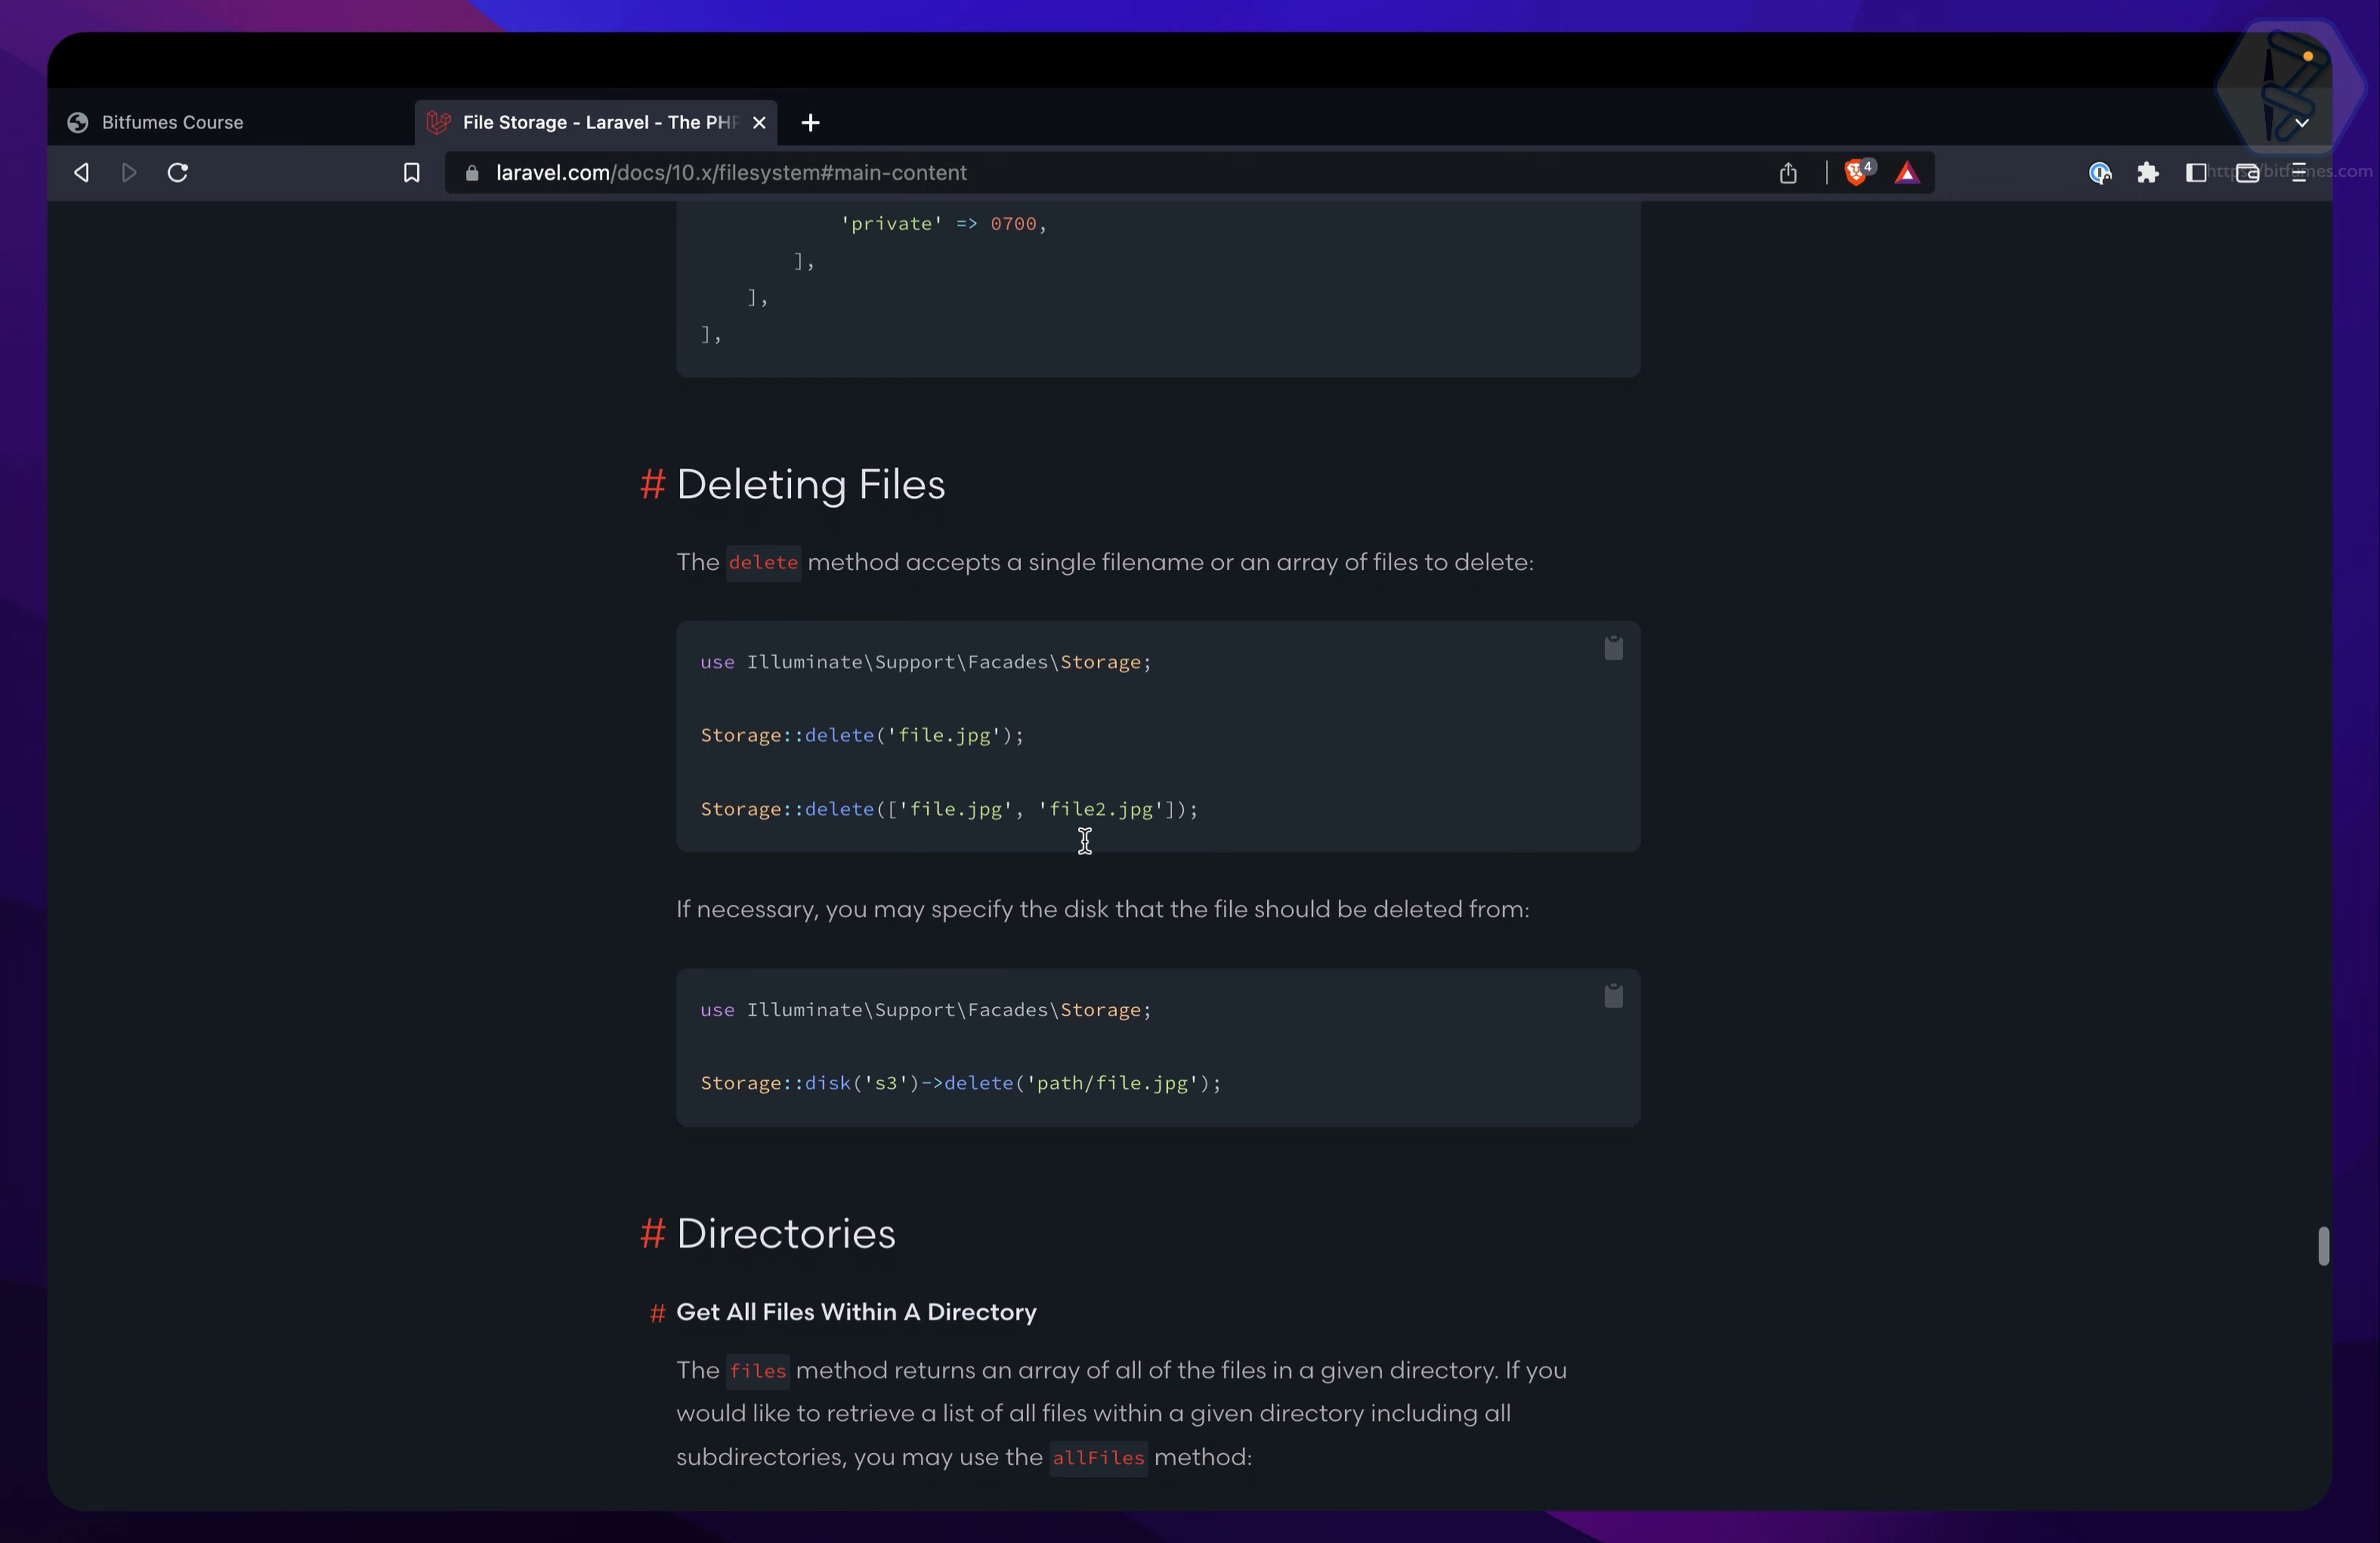 Bitfumes Course
File Storage - Laravel - The PHP
laravel.com/docs/10.x/filesystem#main-content
4
https://bitfumes.com
'private' => 0700,
],
],
],
# Deleting Files
The delete method accepts a single filename or an array of files to delete:
use Illuminate\Support\Facades\Storage;
Storage::delete('file.jpg');
Storage::delete(['file.jpg', 'file2.jpg']);
If necessary, you may specify the disk that the file should be deleted from:
use Illuminate\Support\Facades\Storage;
Storage::disk('s3')->delete('path/file.jpg');
# Directories
# Get All Files Within A Directory
The files method returns an array of all of the files in a given directory. If you
would like to retrieve a list of all files within a given directory including all
subdirectories, you may use the allFiles method: